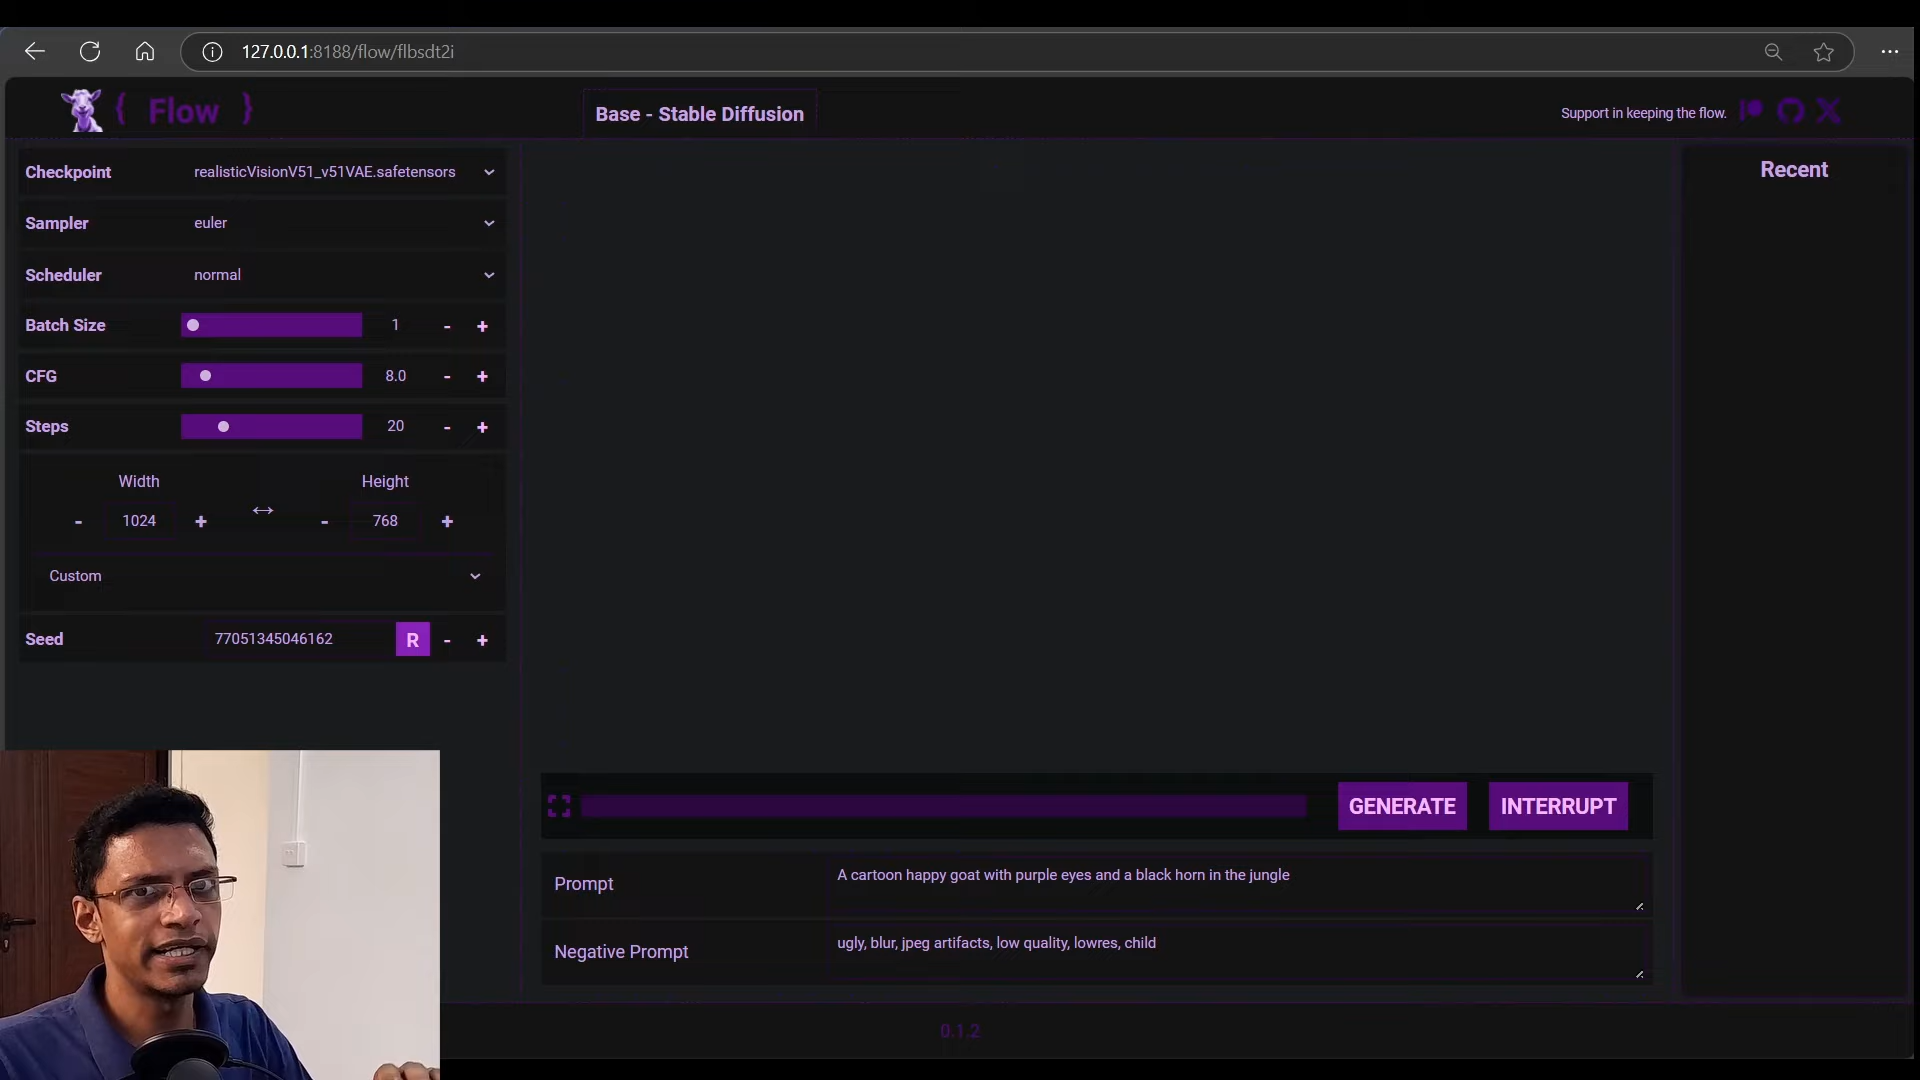 127.0.0.1:8188/flow/flbsdt2i
{ Flow }
Base - Stable Diffusion
Support in keeping the flow.
Checkpoint realisticVisionV51_v51VAE.safetensors
Recent
Sampler euler
Scheduler normal
Batch Size 1 - +
CFG 8.0 - +
Steps 20 - +
Width Height
- 1024 + ↔ - 768 +
Custom
Seed 77051345046162 R - +
GENERATE INTERRUPT
Prompt A cartoon happy goat with purple eyes and a black horn in the jungle
Negative Prompt ugly, blur, jpeg artifacts, low quality, lowres, child
0.1.2